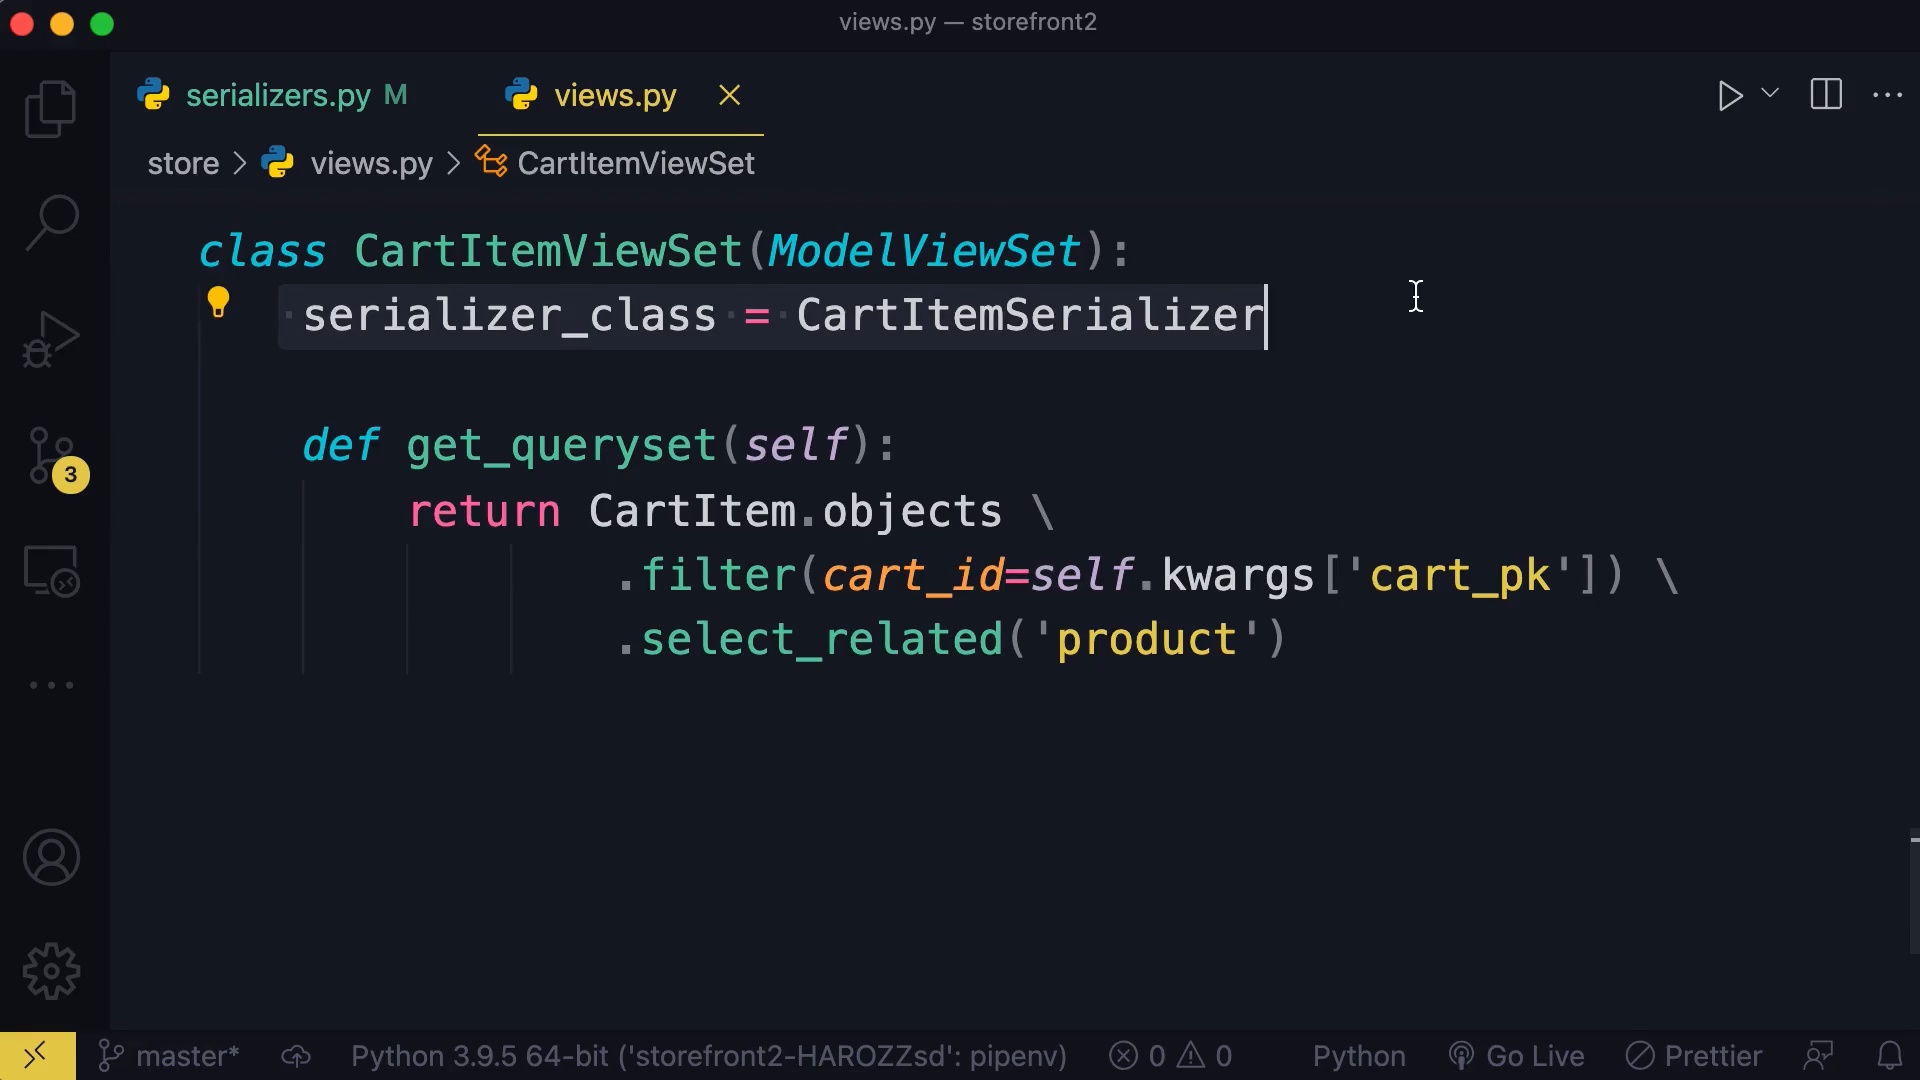 views.py — storefront2
serializers.py M
views.py
store > views.py > CartItemViewSet
class CartItemViewSet(ModelViewSet):
serializer_class = CartItemSerializer
def get_queryset(self):
return CartItem.objects \
.filter(cart_id=self.kwargs['cart_pk']) \
.select_related('product')
3
master* Python 3.9.5 64-bit ('storefront2-HAROZZsd': pipenv) 0 0 Python Go Live Prettier